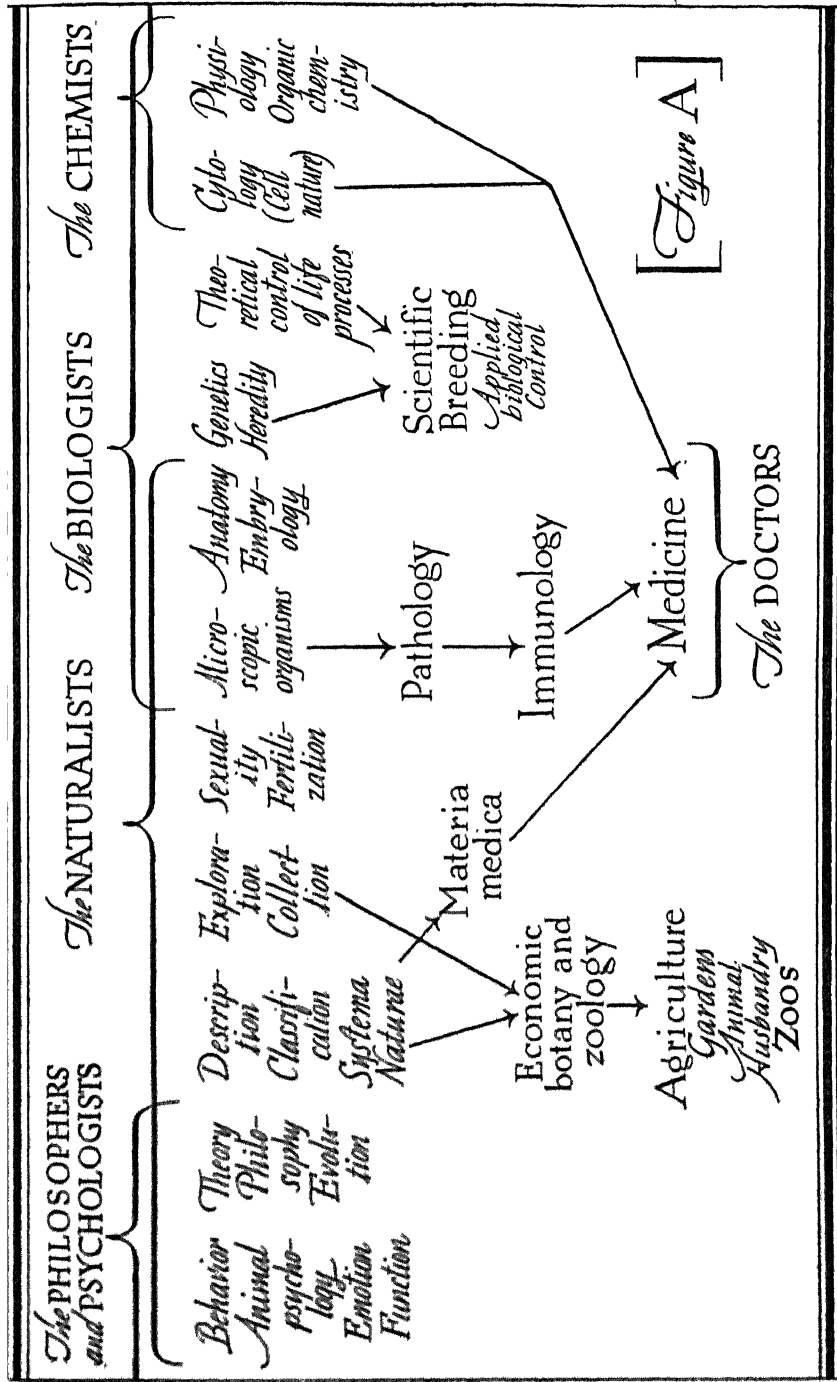 The PHILOSOPHERS
and PSYCHOLOGISTS
The NATURALISTS
The BIOLOGISTS
The CHEMISTS
Behavior
Animal
psycho-
logy
Emotion
Function
Theory
Philo-
sophy
Evolu-
tion
Descrip-
tion
Classifi-
cation
Systema
Naturae
Explora-
tion
Collect-
tion
Sexual-
ity
Fertili-
zation
Micro-
scopic
organisms
Anatomy
Embry-
ology
Genetics
Heredity
Theo-
retical
control
of life
processes
Cyto-
logy
(Cell
nature)
Physi-
ology
Organic
chem-
istry
Materia
medica
Pathology
Scientific
Breeding
Applied
biological
Control
Economic
botany and
zoology
Immunology
Agriculture
Gardens
Animal
Husbandry
Zoos
Medicine
The DOCTORS
[Figure A]